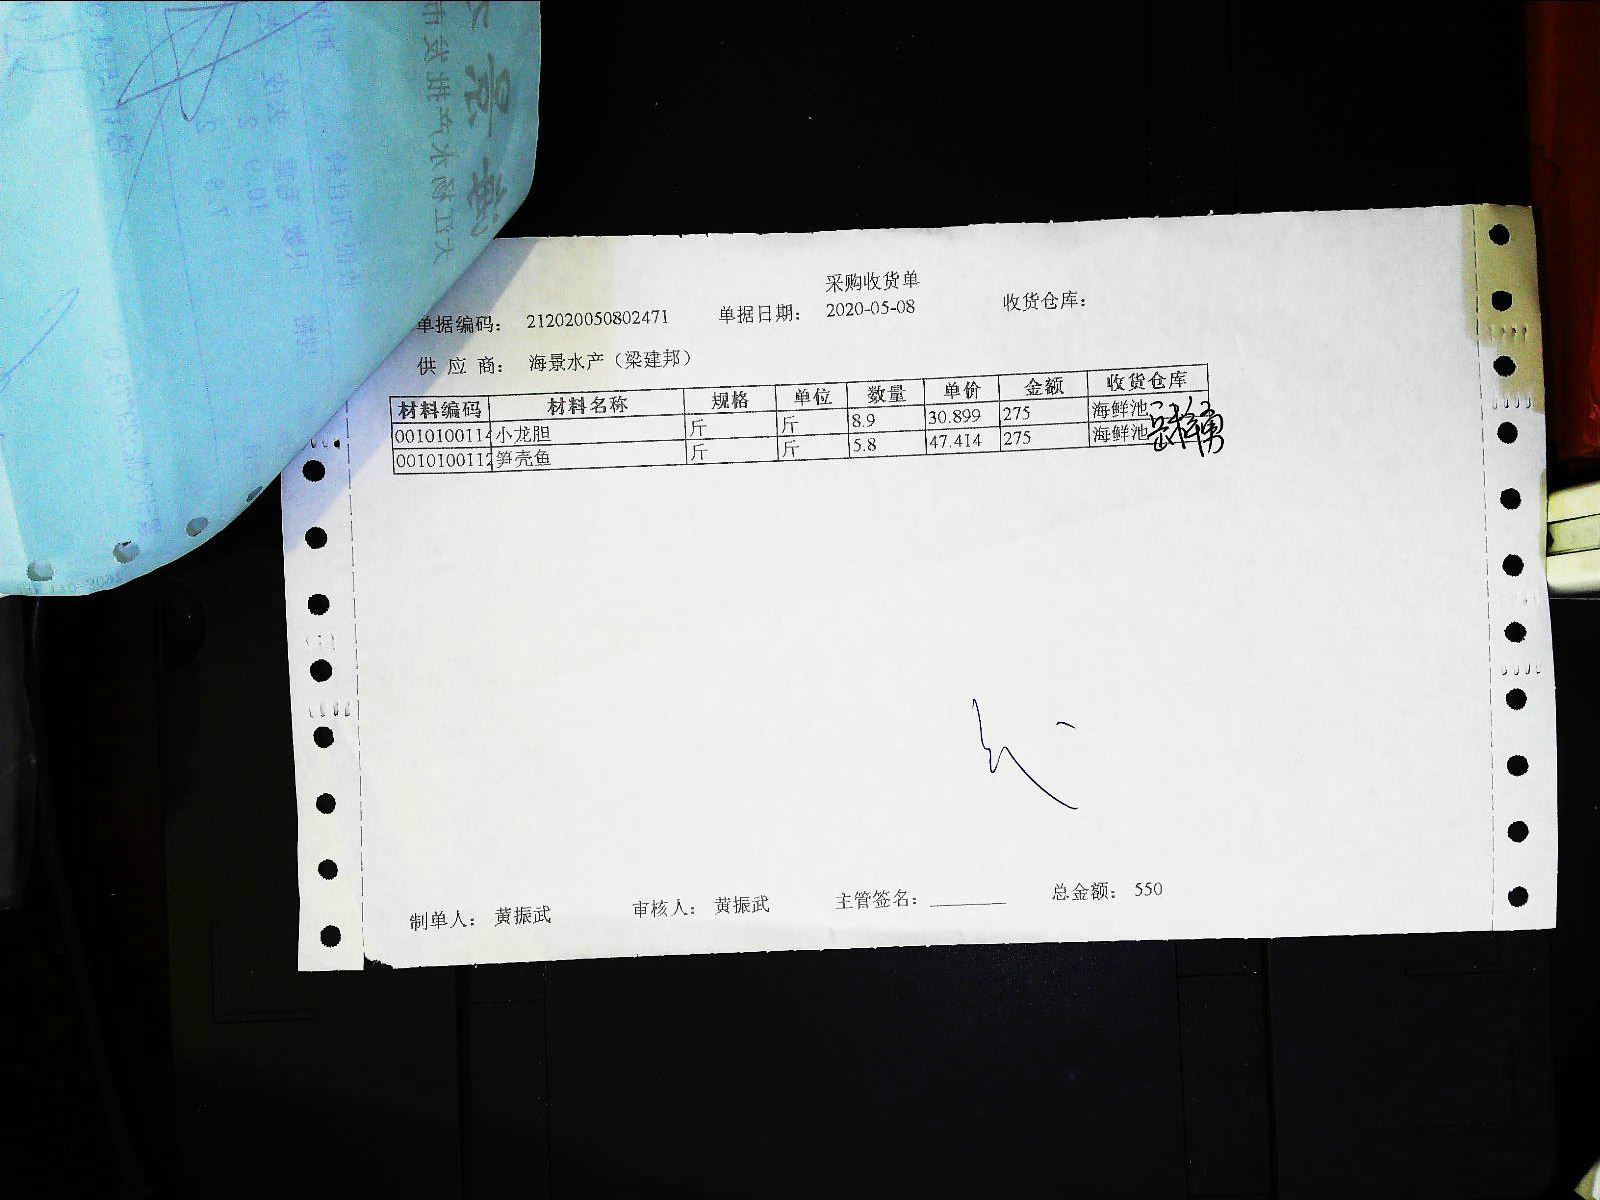 采购收货单
单据编码： 212020050802471 单据日期： 2020-05-08 收货仓库：
供 应 商： 海景水产（梁建邦）
材料编码 材料名称 规格 单位 数量 单价 金额 收货仓库
0010100114 小龙胆 斤 斤 8.9 30.899 275 海鲜池
0010100112 笋壳鱼 斤 斤 5.8 47.414 275 海鲜池
制单人： 黄振武 审核人： 黄振武 主管签名： 总金额： 550